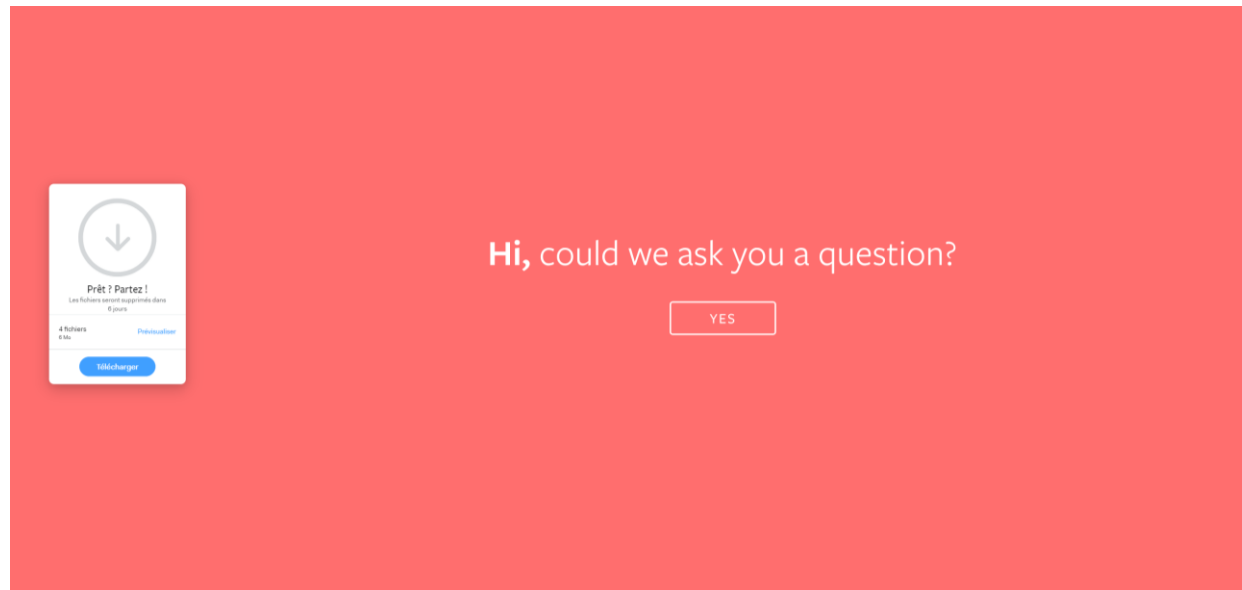 Prêt ? Partez !
Les fichiers seront supprimés dans
6 jours
4 fichiers
6 Mo
Prévisualiser
Télécharger
Hi, could we ask you a question?
YES